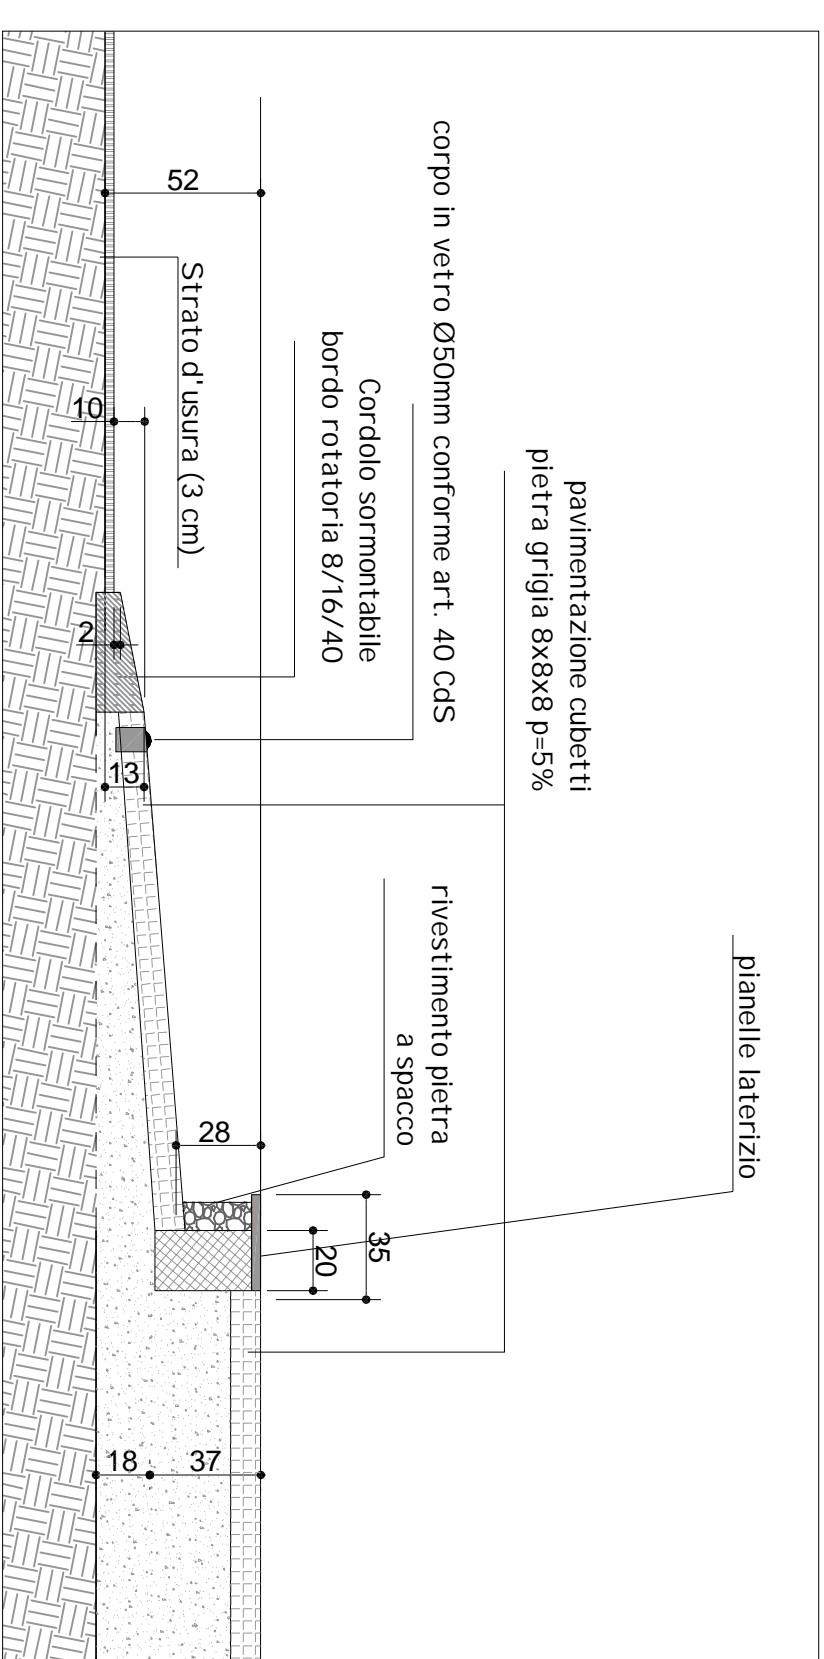 pianelle laterizio
pavimentazione cubetti
pietra grigia 8x8x8 p=5%
corpo in vetro Ø50mm conforme art. 40 CdS
rivestimento pietra
a spacco
Cordolo sormontabile
bordo rotatoria 8/16/40
Strato d'usura (3 cm)
52
10
2
13
28
35
20
37
18